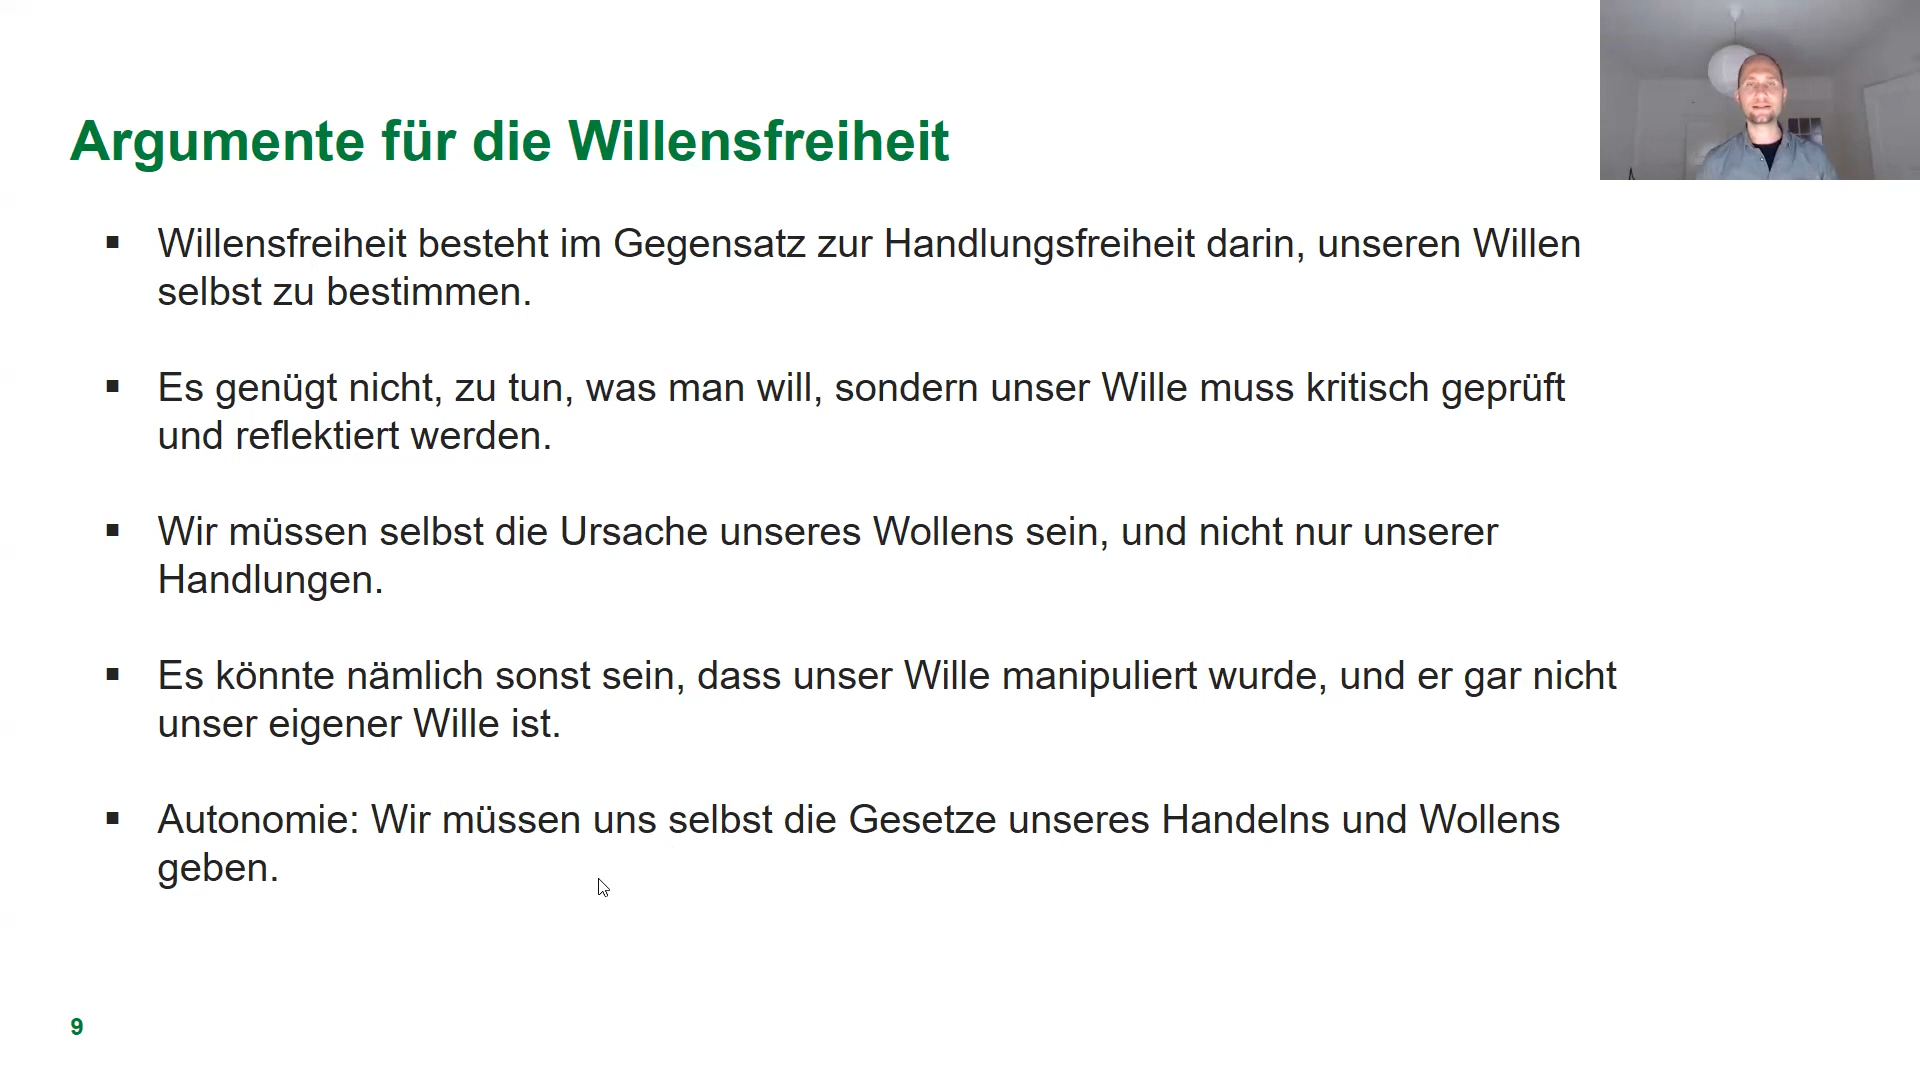 Argumente für die Willensfreiheit
▪ Willensfreiheit besteht im Gegensatz zur Handlungsfreiheit darin, unseren Willen
selbst zu bestimmen.
▪ Es genügt nicht, zu tun, was man will, sondern unser Wille muss kritisch geprüft
und reflektiert werden.
▪ Wir müssen selbst die Ursache unseres Wollens sein, und nicht nur unserer
Handlungen.
▪ Es könnte nämlich sonst sein, dass unser Wille manipuliert wurde, und er gar nicht
unser eigener Wille ist.
▪ Autonomie: Wir müssen uns selbst die Gesetze unseres Handelns und Wollens
geben.
9